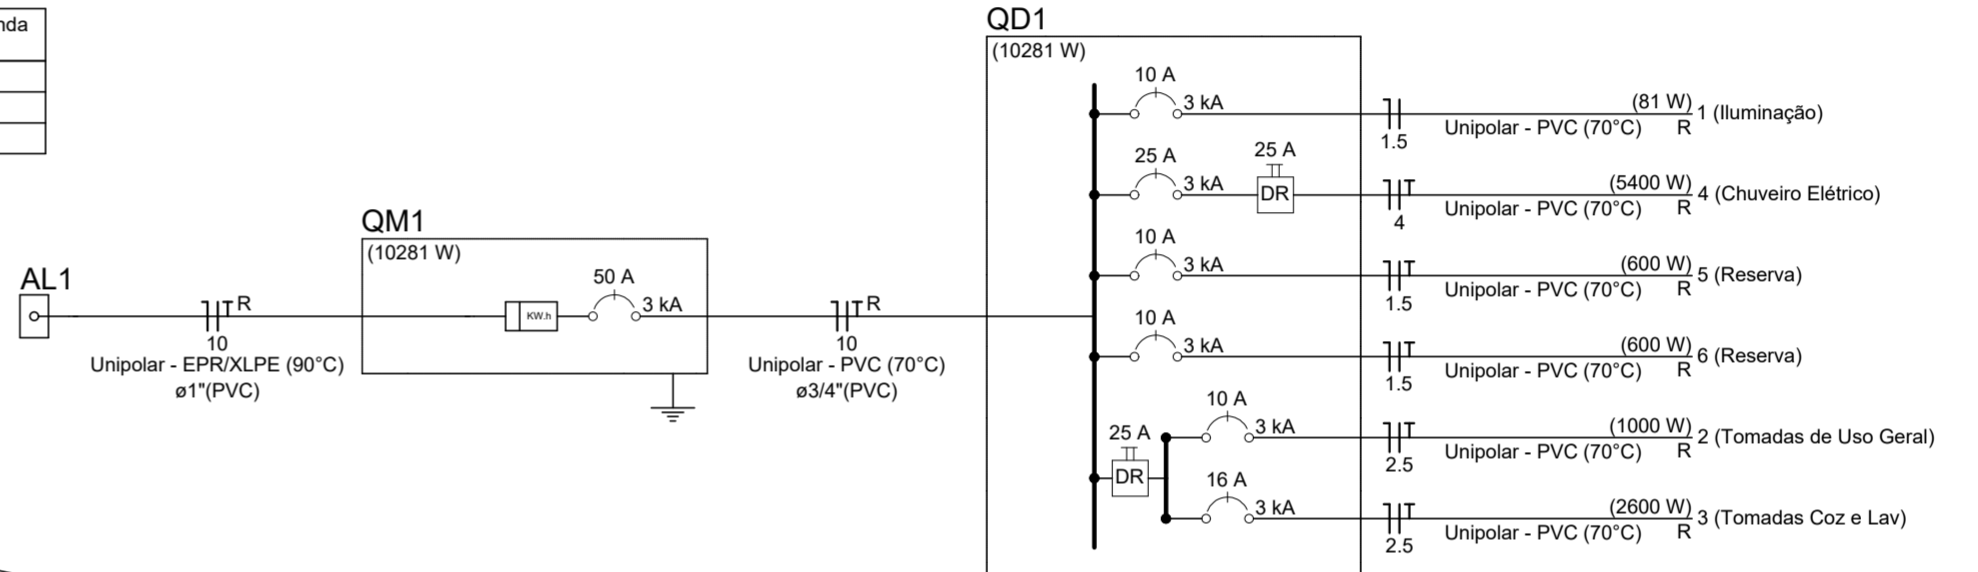 nda
QD1
(10281 W)
10 A
3 kA
1.5
(81 W)
1 (Iluminação)
Unipolar - PVC (70°C)
R
25 A
3 kA
25 A
DR
T
4
(5400 W)
4 (Chuveiro Elétrico)
Unipolar - PVC (70°C)
R
10 A
3 kA
T
1.5
(600 W)
5 (Reserva)
Unipolar - PVC (70°C)
R
10 A
3 kA
T
1.5
(600 W)
6 (Reserva)
Unipolar - PVC (70°C)
R
25 A
DR
10 A
3 kA
T
2.5
(1000 W)
2 (Tomadas de Uso Geral)
Unipolar - PVC (70°C)
R
16 A
3 kA
T
2.5
(2600 W)
3 (Tomadas Coz e Lav)
Unipolar - PVC (70°C)
R
QM1
(10281 W)
KW.h
50 A
3 kA
AL1
T R
10
Unipolar - EPR/XLPE (90°C)
ø1"(PVC)
T R
10
Unipolar - PVC (70°C)
ø3/4"(PVC)